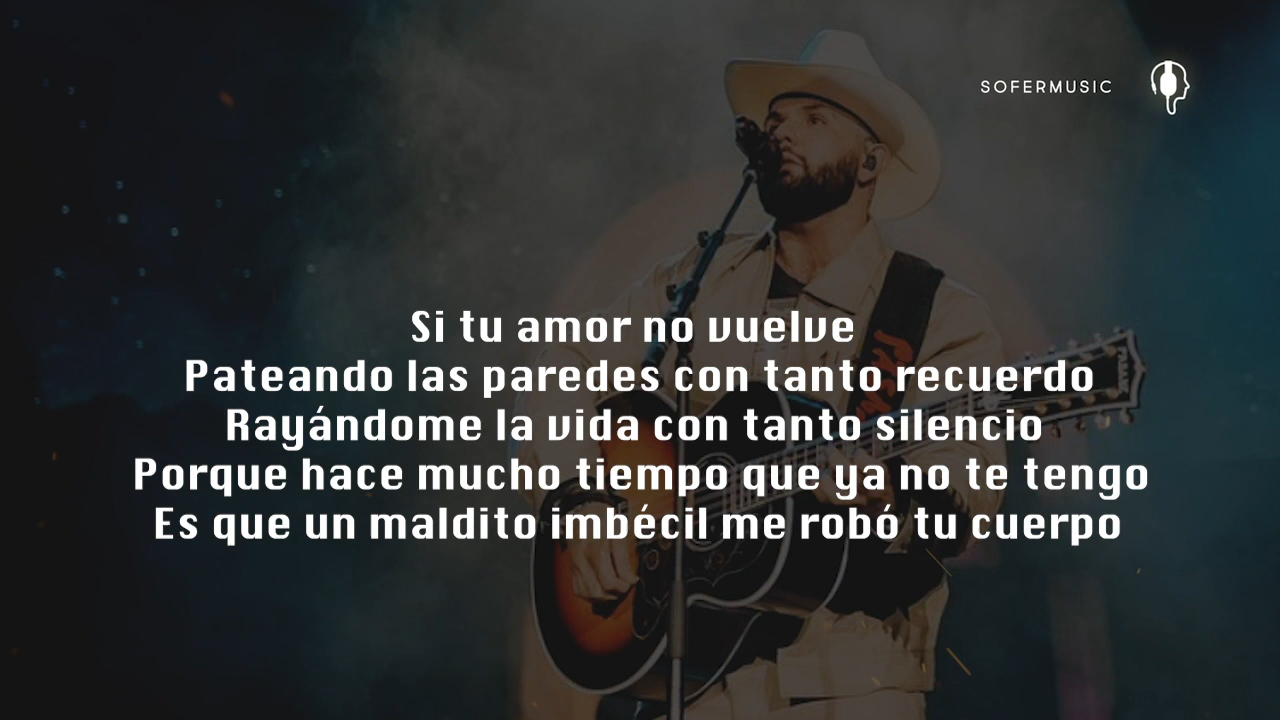 SOFERMUSIC
Si tu amor no vuelve
Pateando las paredes con tanto recuerdo
Rayándome la vida con tanto silencio
Porque hace mucho tiempo que ya no te tengo
Es que un maldito imbécil me robó tu cuerpo